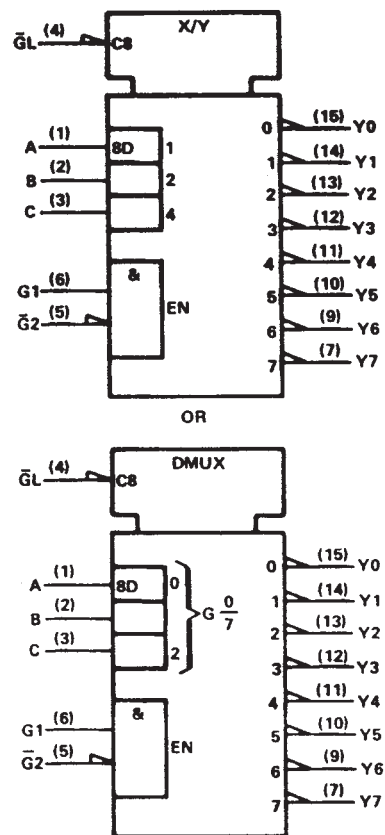 X/Y
G̅L (4) C8
0 (15) Y0
A (1) 8D 1
1 (14) Y1
B (2) 2
2 (13) Y2
C (3) 4
3 (12) Y3
4 (11) Y4
&
G1 (6) EN
5 (10) Y5
G̅2 (5)
6 (9) Y6
7 (7) Y7
OR
DMUX
G̅L (4) C8
0 (15) Y0
A (1) 8D 0
1 (14) Y1
B (2) G 0/7
2 (13) Y2
C (3) 2
3 (12) Y3
4 (11) Y4
&
G1 (6) EN
5 (10) Y5
G̅2 (5)
6 (9) Y6
7 (7) Y7